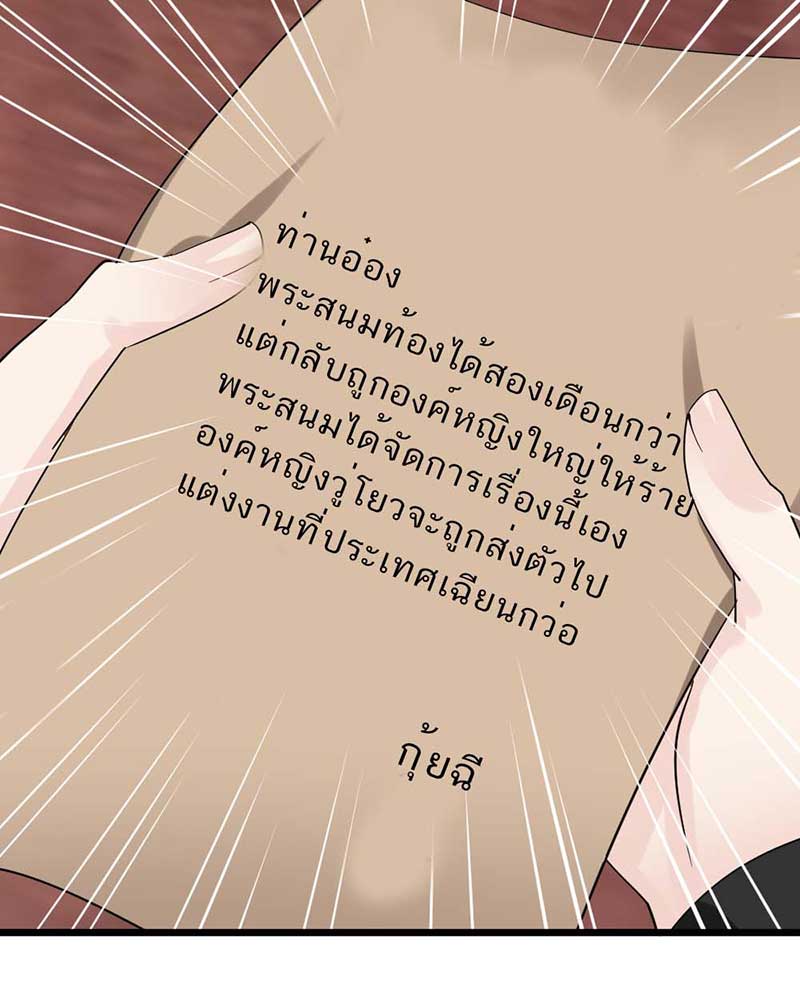 ท่านอ๋อง
พระสนมท้องได้สองเดือนกว่า
แต่กลับถูกองค์หญิงใหญ่ให้ร้าย
พระสนมได้จัดการเรื่องนี้เอง
องค์หญิงวู่โยวจะถูกส่งตัวไป
แต่งงานที่ประเทศเฉียนกว่อ
กุ้ยฉี